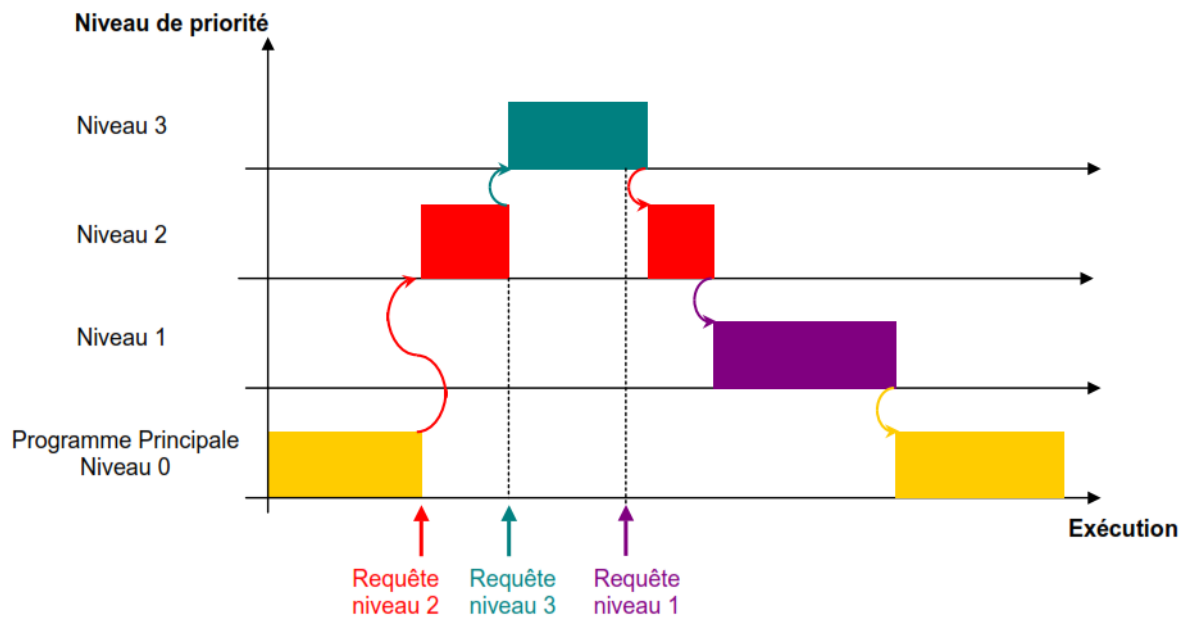 Niveau de priorité
Niveau 3
Niveau 2
Niveau 1
Programme Principale
Niveau 0
Exécution
Requête
niveau 2
Requête
niveau 3
Requête
niveau 1